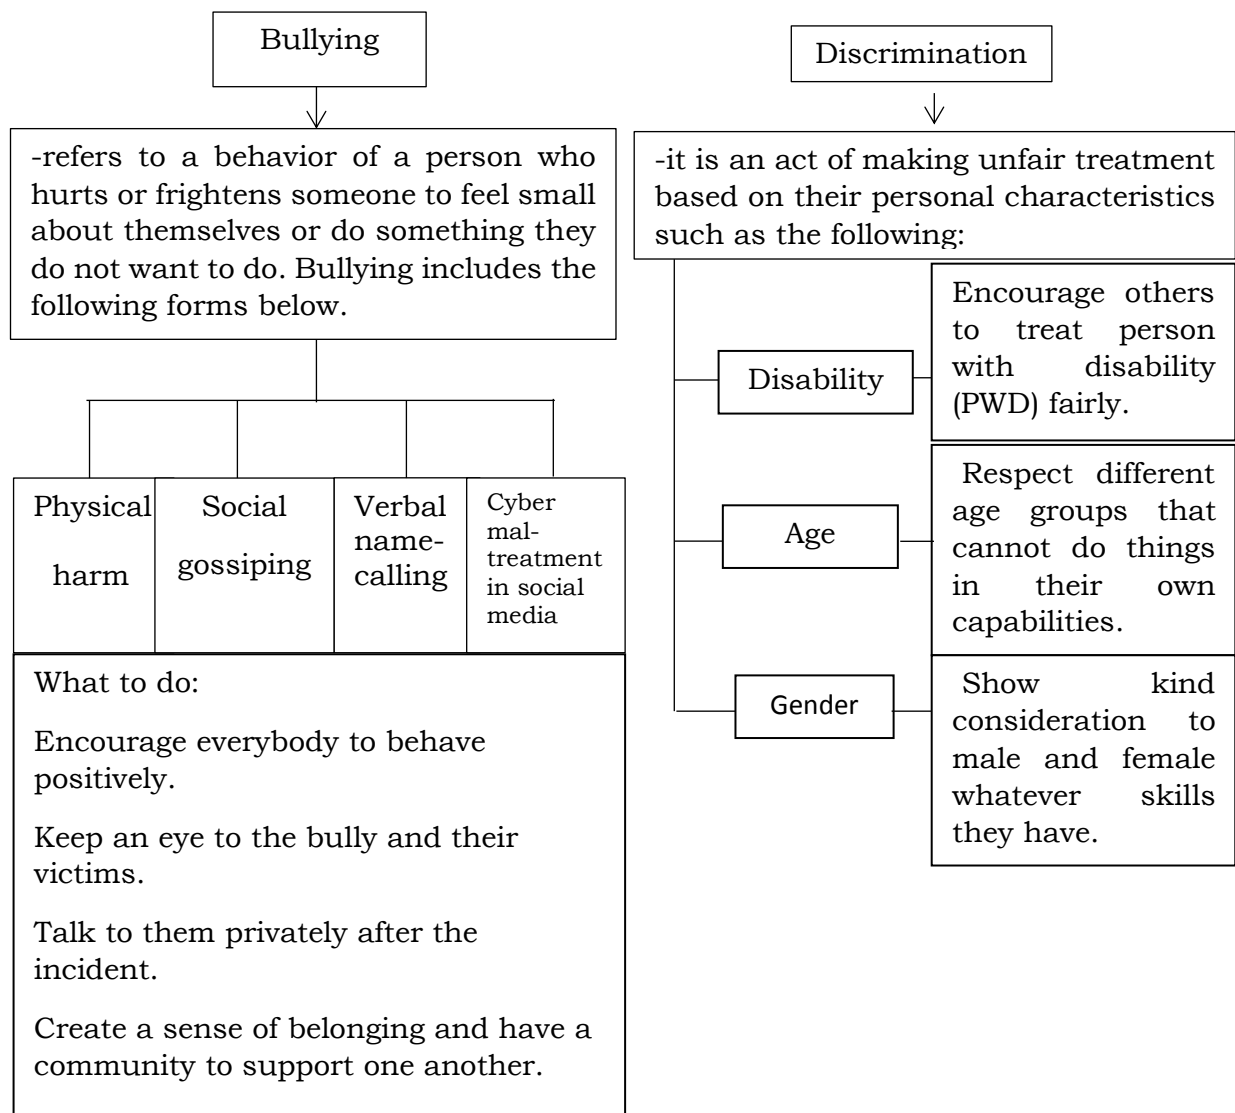 Bullying
-refers to a behavior of a person who
hurts or frightens someone to feel small
about themselves or do something they
do not want to do. Bullying includes the
following forms below.
Physical
harm
Social
gossiping
Verbal
name-
calling
Cyber
mal-
treatment
in social
media
What to do:
Encourage everybody to behave
positively.
Keep an eye to the bully and their
victims.
Talk to them privately after the
incident.
Create a sense of belonging and have a
community to support one another.
Discrimination
-it is an act of making unfair treatment
based on their personal characteristics
such as the following:
Disability
Encourage others
to treat person
with disability
(PWD) fairly.
Age
Respect different
age groups that
cannot do things
in their own
capabilities.
Gender
Show kind
consideration to
male and female
whatever skills
they have.